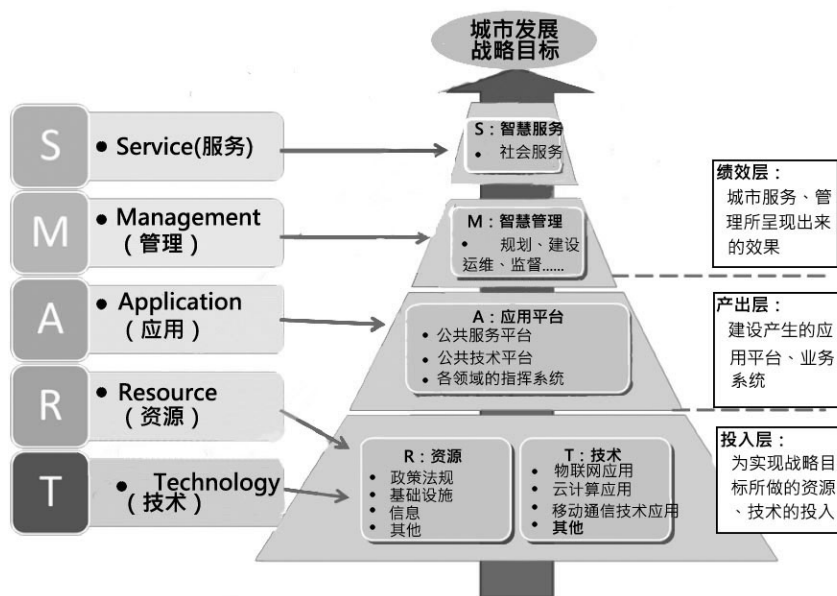 城市发展
战略目标
S
• Service(服务)
M
• Management
（管理）
A
• Application
（应用）
R
• Resource
（资源）
T
• Technology
（技术）
S：智慧服务
• 社会服务
M：智慧管理
• 规划、建设
运维、监督......
A：应用平台
• 公共服务平台
• 公共技术平台
• 各领域的指挥系统
R：资源
• 政策法规
• 基础设施
• 信息
• 其他
T：技术
• 物联网应用
• 云计算应用
• 移动通信技术应用
• 其他
绩效层：
城市服务、管
理所呈现出来
的效果
产出层：
建设产生的应
用平台、业务
系统
投入层：
为实现战略目
标所做的资源
、技术的投入